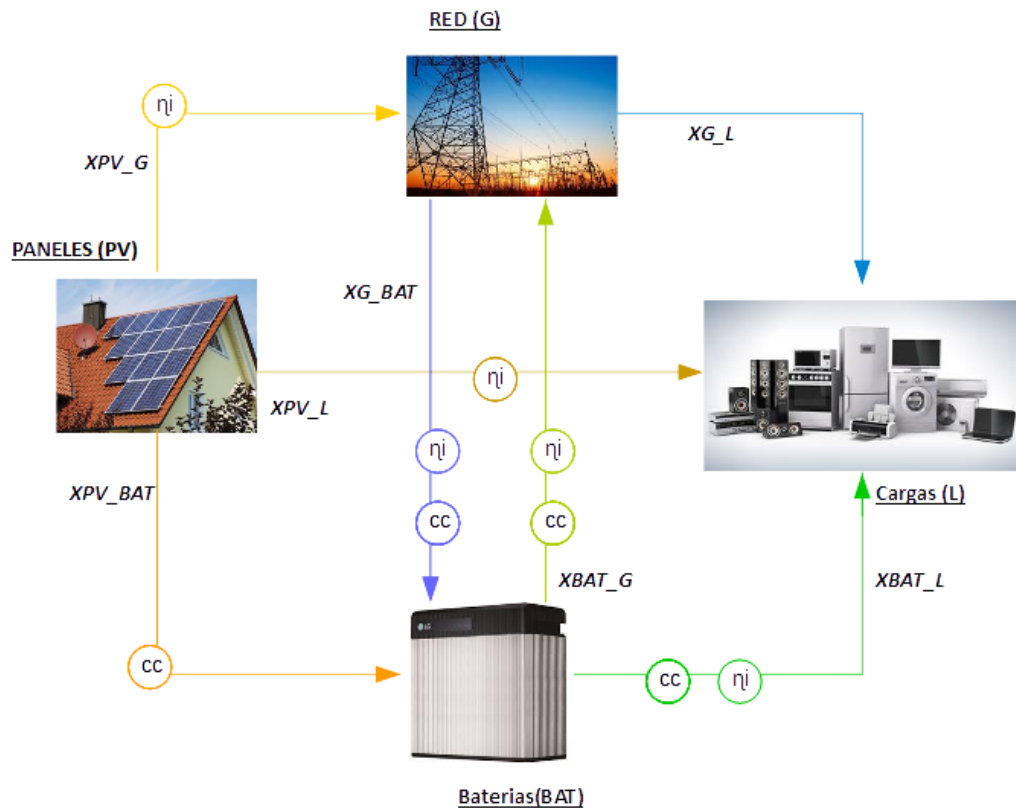 RED (G)
ηi
XG_L
XPV_G
PANELES (PV)
XG_BAT
ηi
XPV_L
ηi
ηi
XPV_BAT
Cargas (L)
cc
cc
XBAT_G
XBAT_L
LG
cc
cc
ηi
Baterias(BAT)